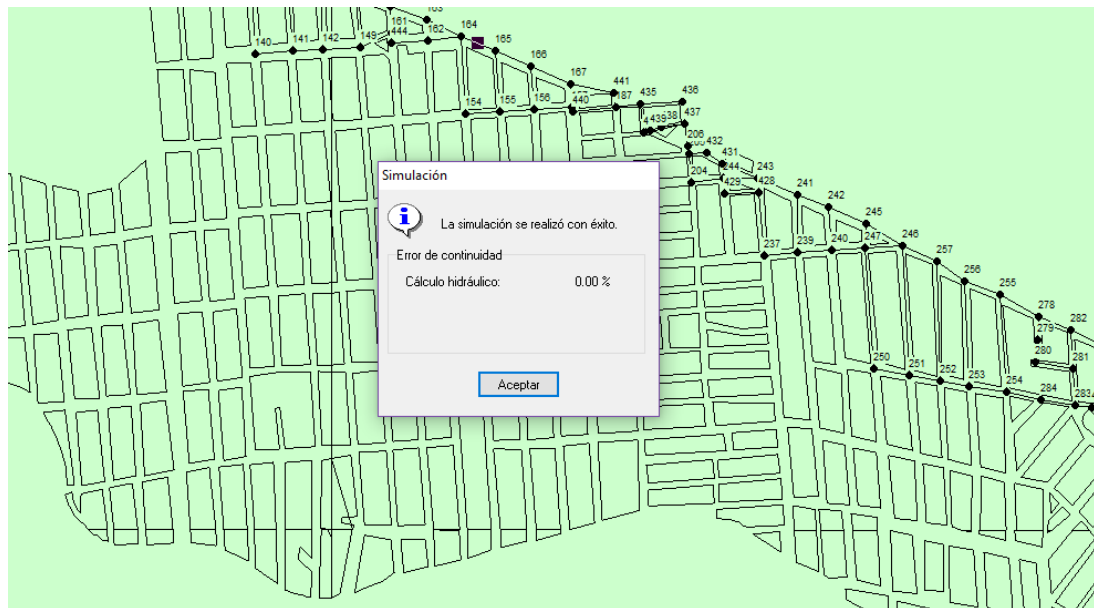 161 163
140 141 142 149 444 162 164
165
166
167
441
154 155 156 440 187 435 436
439 38 437
206
432
431
204 244 243
429 428 241
242
245
237 239 240 247 246
257
256
255
278
279 282
280 281
250 251 252 253 254 284 283
Simulación
La simulación se realizó con éxito.
Error de continuidad
Cálculo hidráulico: 0.00 %
Aceptar